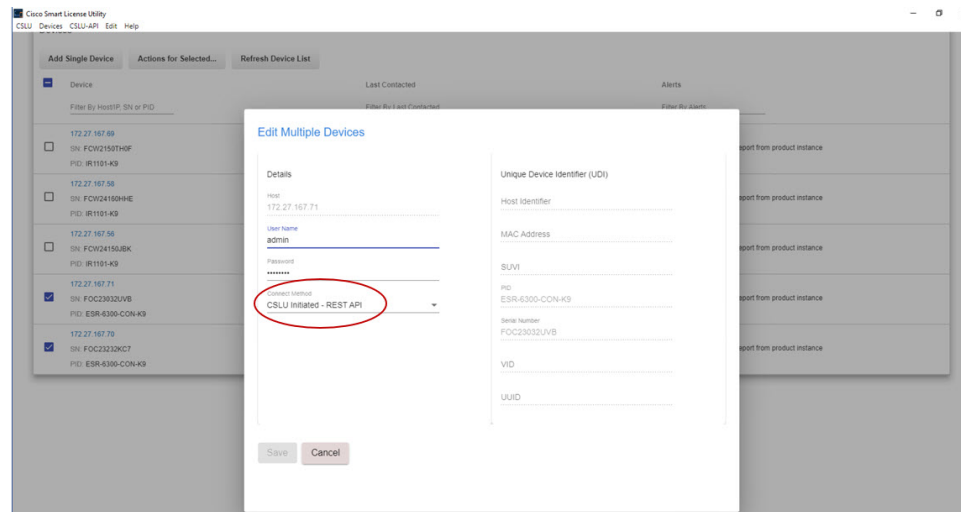 Cisco Smart License Utility
CSLU Devices CSLU-API Edit Help
Add Single Device Actions for Selected... Refresh Device List
Device Last Contacted Alerts
Filter By Host/IP, SN or PID Filter By Last Contacted Filter By Alerts
172.27.167.69
SN: FCW2150TH0F
PID: IR1101-K9
port from product instance
172.27.167.56
SN: FCW24160HHE
PID: IR1101-K9
port from product instance
172.27.167.56
SN: FCW24150JBK
PID: IR1101-K9
port from product instance
172.27.167.71
SN: FOC23032UVB
PID: ESR-6300-CON-K9
port from product instance
172.27.167.70
SN: FOC23232KC7
PID: ESR-6300-CON-K9
port from product instance
Edit Multiple Devices
Details
Host
172.27.167.71
User Name
admin
Password
••••••••
Connect Method
CSLU Initiated - REST API
Unique Device Identifier (UDI)
Host Identifier
MAC Address
SUVI
PID
ESR-6300-CON-K9
Serial Number
FOC23032UVB
VID
UUID
Save Cancel